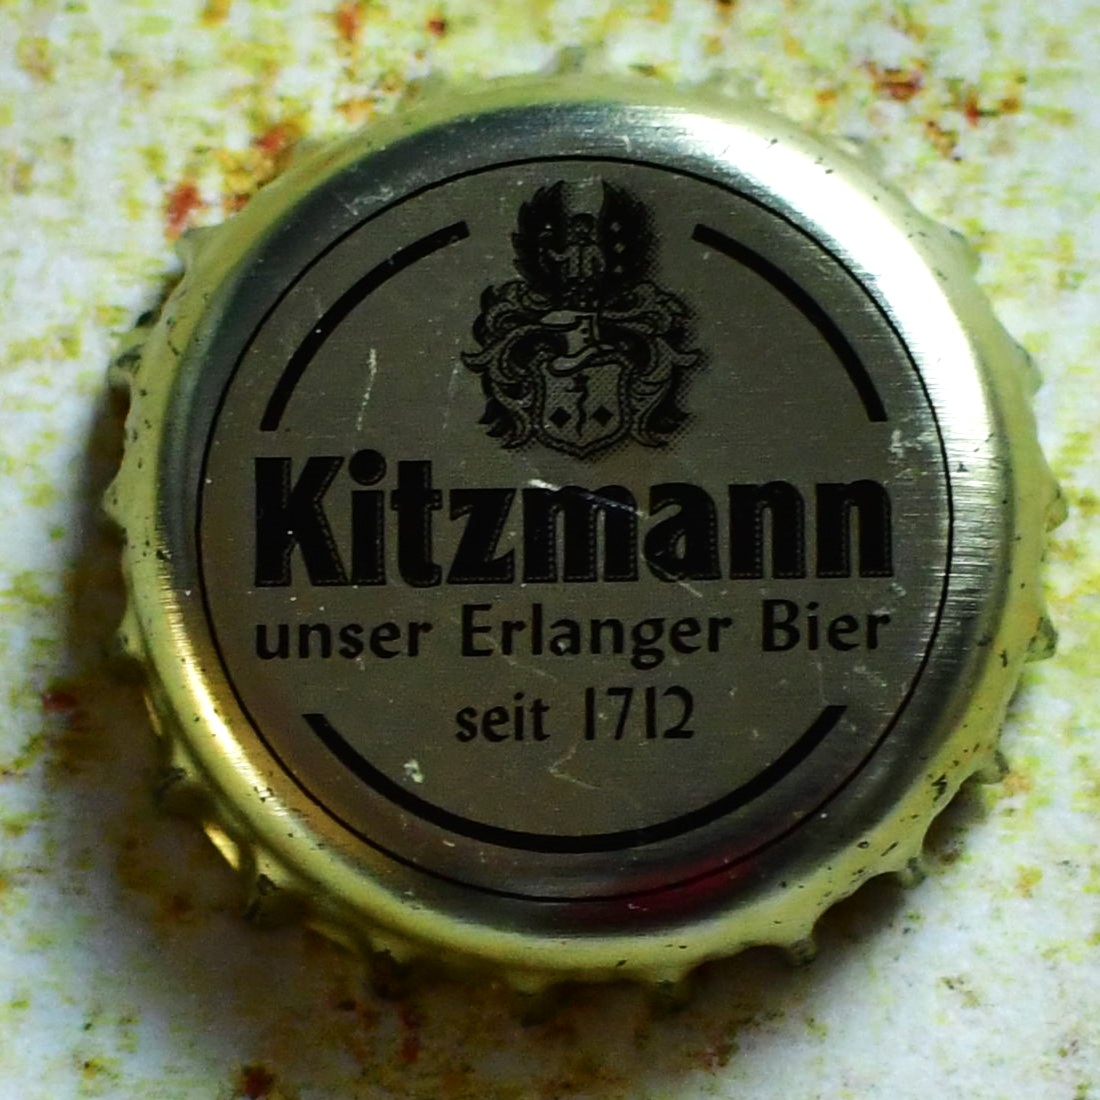 Kitzmann
unser Erlanger Bier
seit 1712